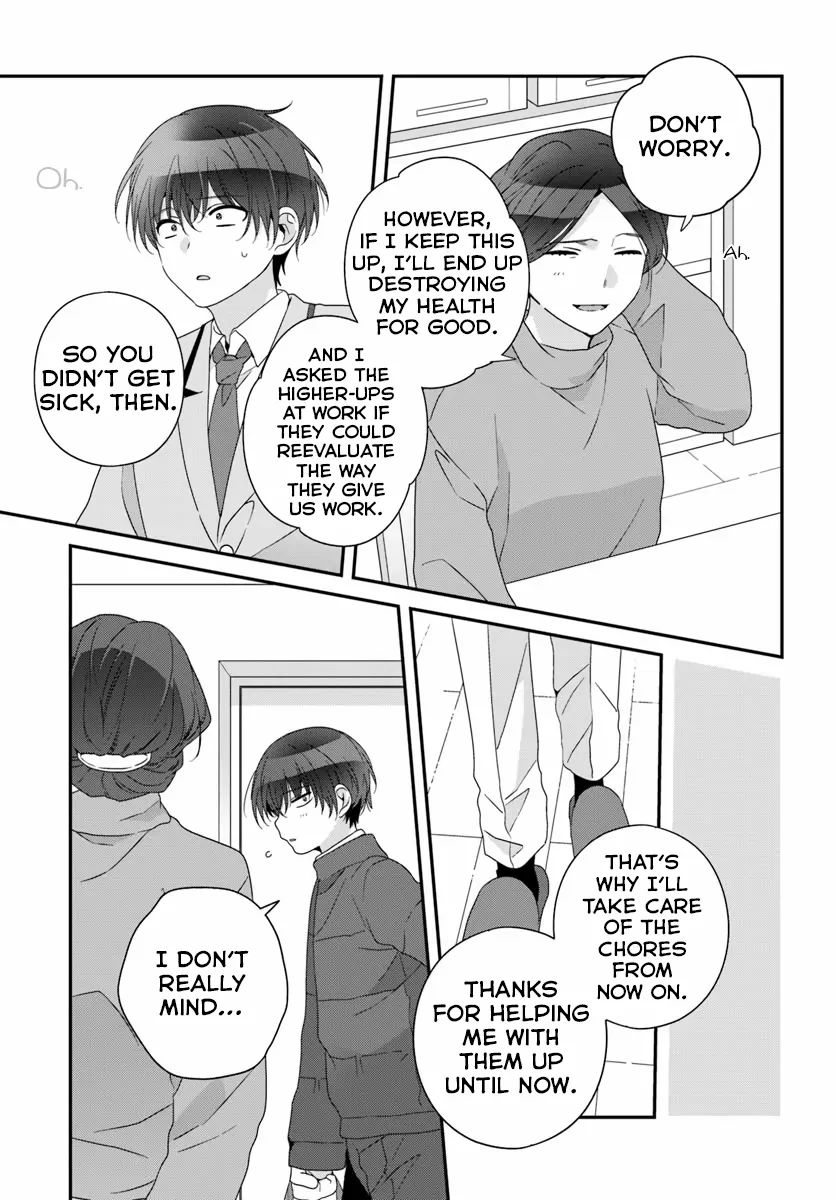 DON'T
WORRY.
Ah.
HOWEVER,
IF I KEEP THIS
UP, I'LL END UP
DESTROYING
MY HEALTH
FOR GOOD.
AND I
ASKED THE
HIGHER-UPS
AT WORK IF
THEY COULD
REEVALUATE
THE WAY
THEY GIVE
US WORK.
Oh.
SO YOU
DIDN'T GET
SICK, THEN.
THAT'S
WHY I'LL
TAKE CARE
OF THE
CHORES
FROM
NOW ON.
THANKS
FOR HELPING
ME WITH
THEM UP
UNTIL NOW.
I DON'T
REALLY
MIND...